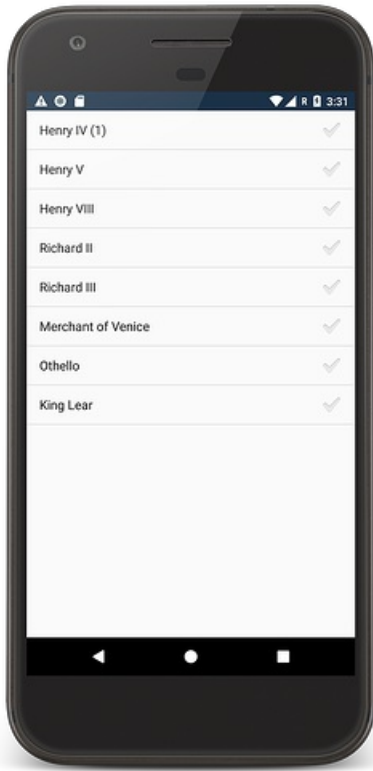 R 3:31
Henry IV (1)
Henry V
Henry VIII
Richard II
Richard III
Merchant of Venice
Othello
King Lear